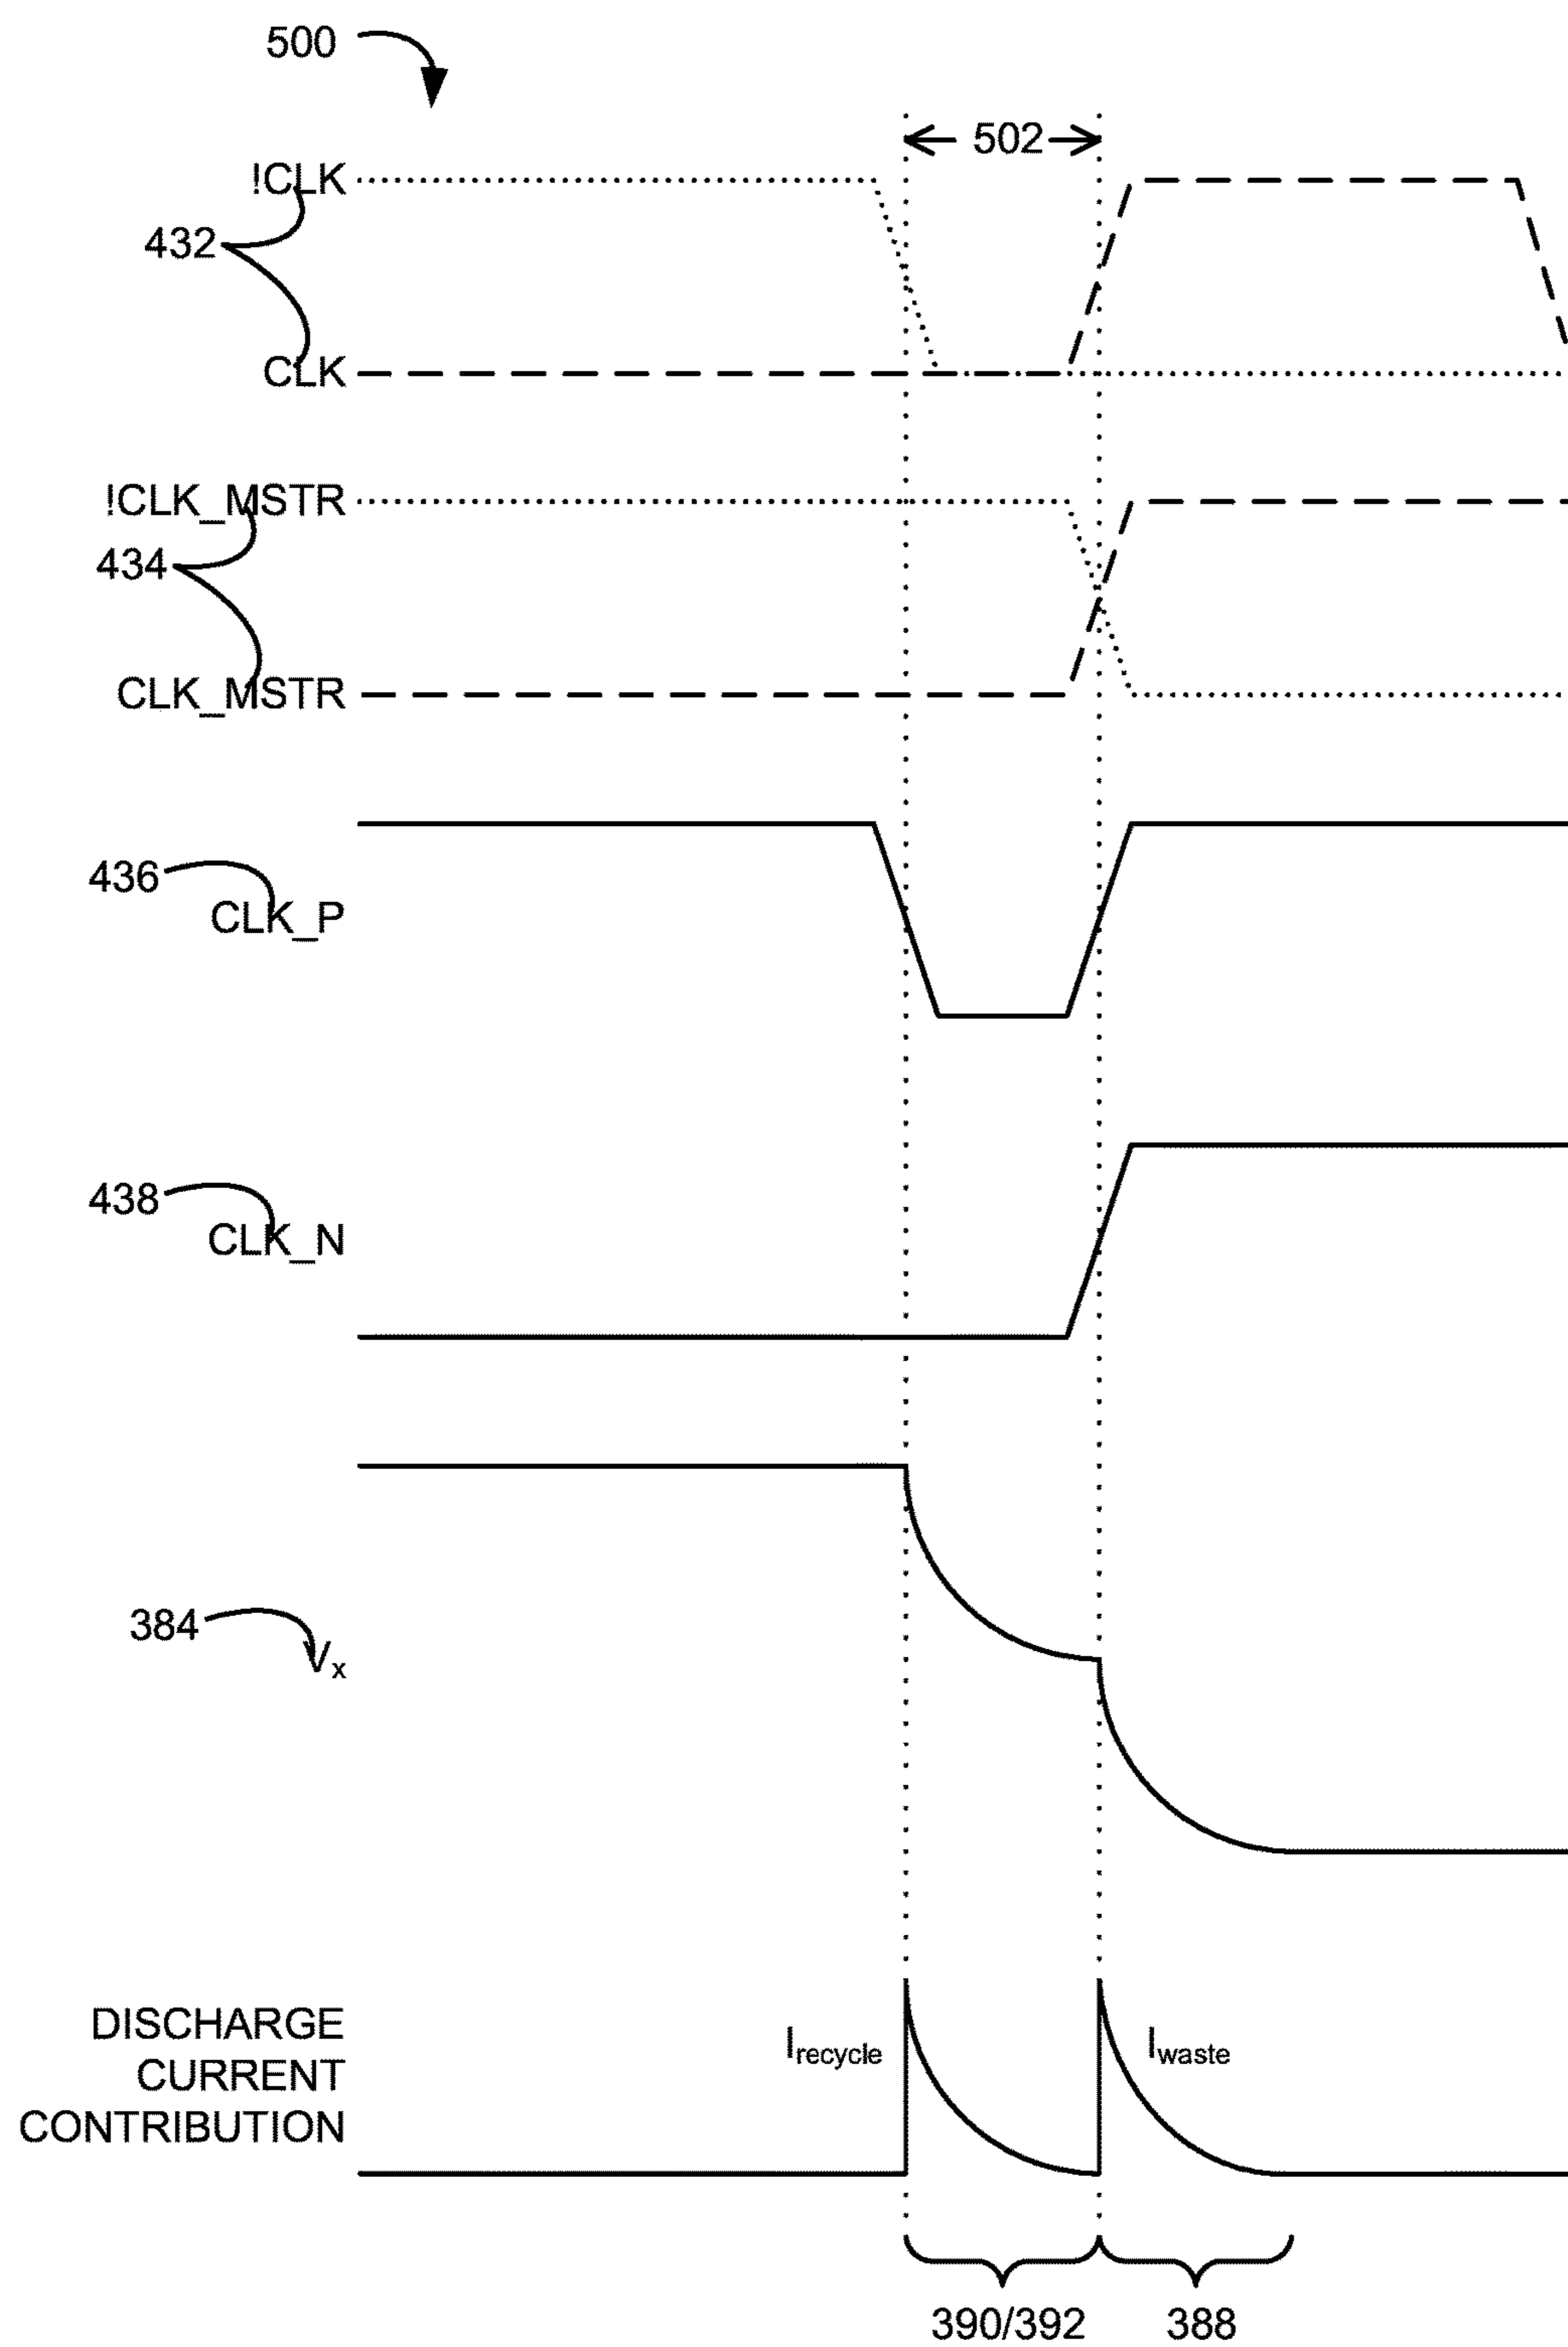 500
502
!CLK
432
CLK
!CLK_MSTR
434
CLK_MSTR
436
CLK_P
438
CLK_N
384
Vx
DISCHARGE
CURRENT
CONTRIBUTION
Irecycle
Iwaste
390/392
388